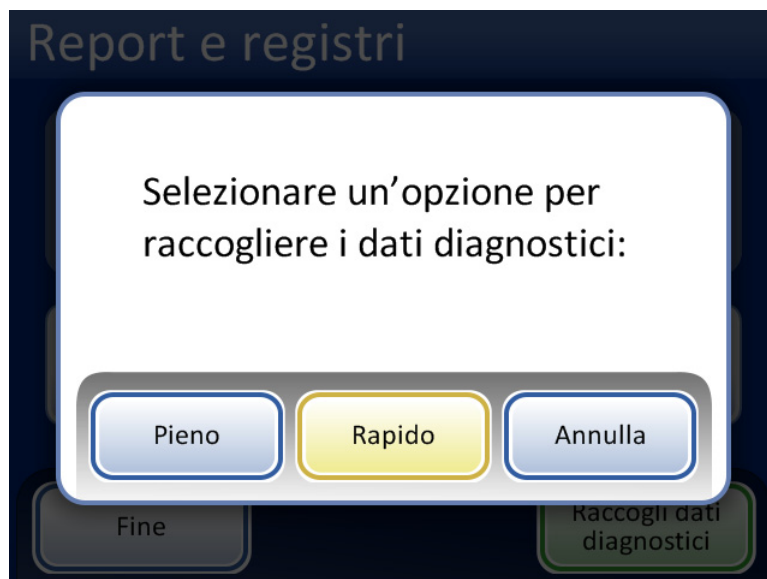 Report e registri
Selezionare un’opzione per
raccogliere i dati diagnostici:
Pieno
Rapido
Annulla
Fine
Raccogli dati
diagnostici